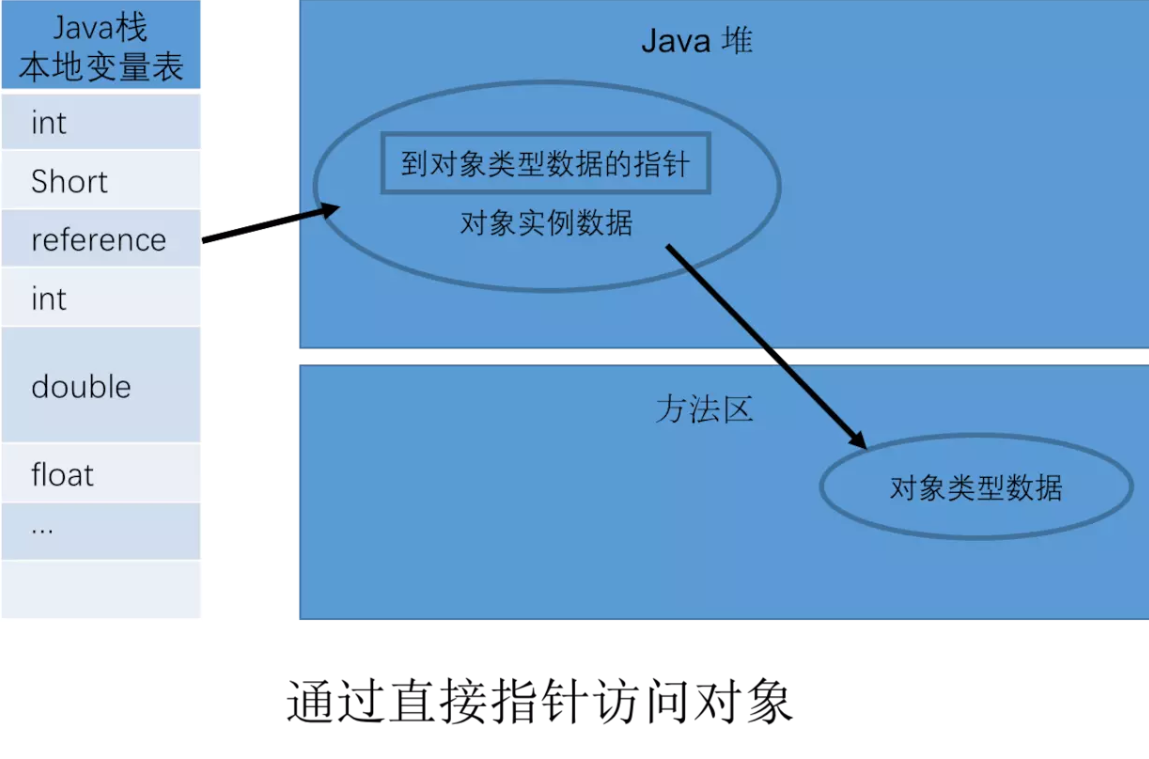 Java栈
本地变量表
int
Short
reference
int
double
float
...
Java 堆
到对象类型数据的指针
对象实例数据
方法区
对象类型数据
通过直接指针访问对象